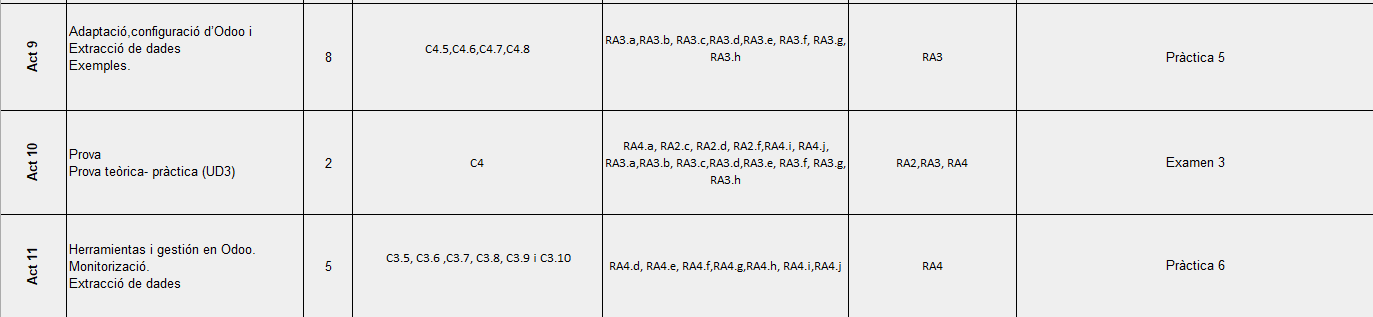 Act 9
Adaptació,configuració d'Odoo i
Extracció de dades
Exemples.
8
C4.5,C4.6,C4.7,C4.8
RA3.a,RA3.b, RA3.c,RA3.d,RA3.e, RA3.f, RA3.g,
RA3.h
RA3
Pràctica 5
Act 10
Prova
Prova teòrica- pràctica (UD3)
2
C4
RA4.a, RA2.c, RA2.d, RA2.f,RA4.i, RA4.j,
RA3.a,RA3.b, RA3.c,RA3.d,RA3.e, RA3.f, RA3.g,
RA3.h
RA2,RA3, RA4
Examen 3
Act 11
Herramientas i gestión en Odoo.
Monitorizació.
Extracció de dades
5
C3.5, C3.6 ,C3.7, C3.8, C3.9 i C3.10
RA4.d, RA4.e, RA4.f,RA4.g,RA4.h, RA4.i,RA4.j
RA4
Pràctica 6